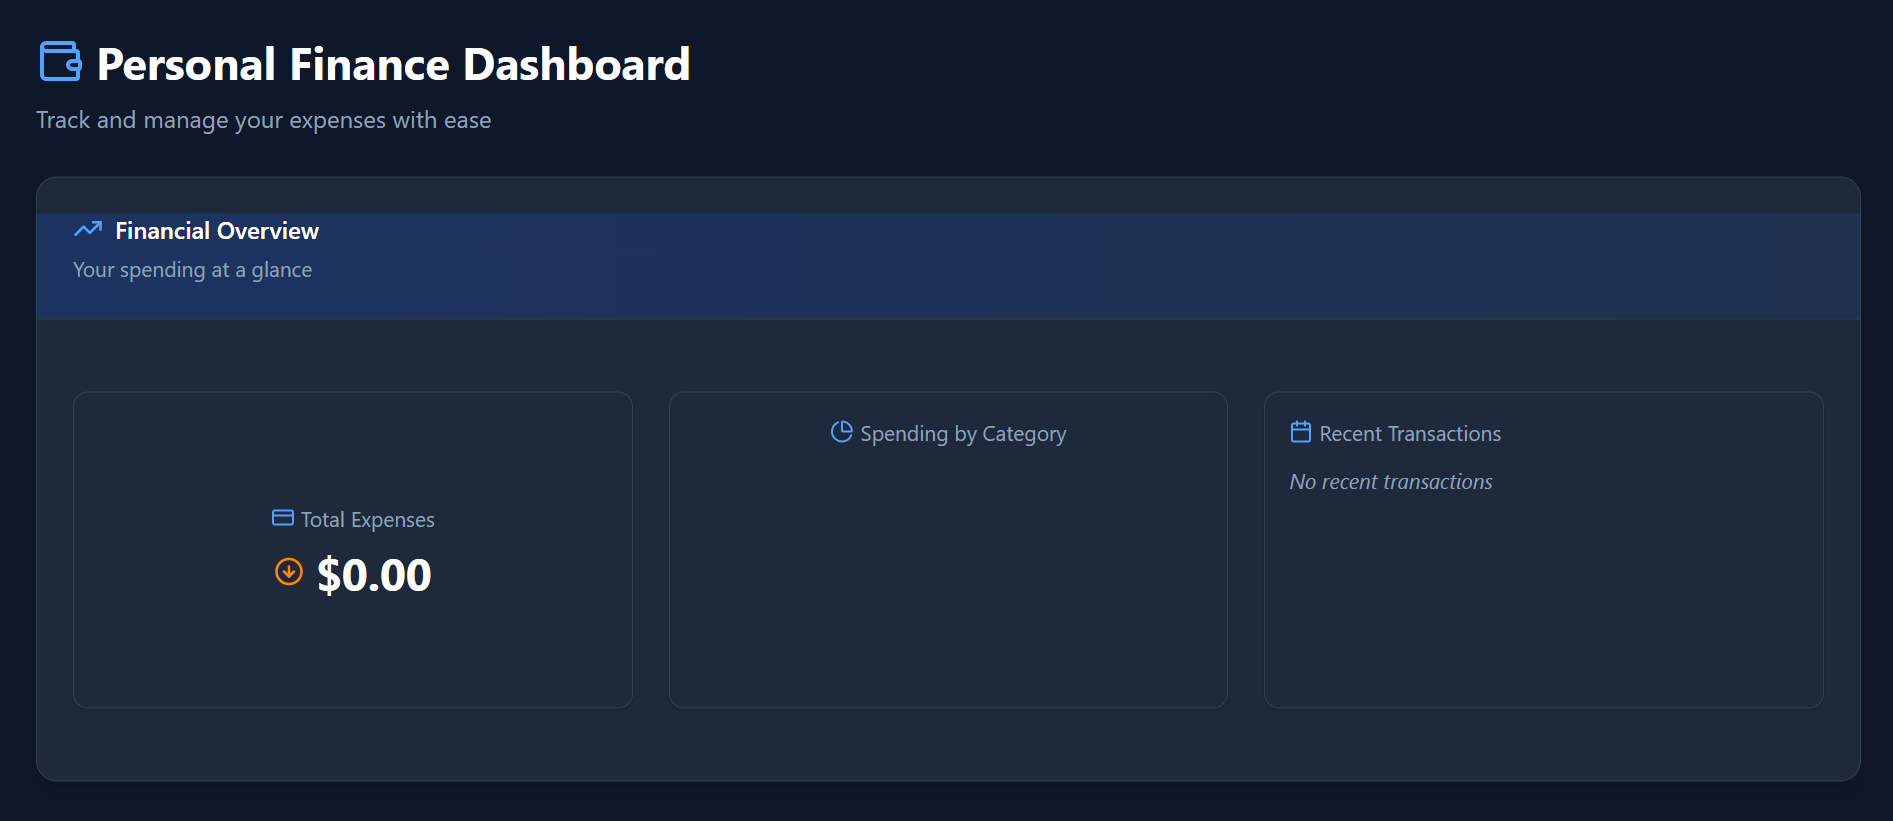 Personal Finance Dashboard
Track and manage your expenses with ease
Financial Overview
Your spending at a glance
Total Expenses
$0.00
Spending by Category
Recent Transactions
No recent transactions